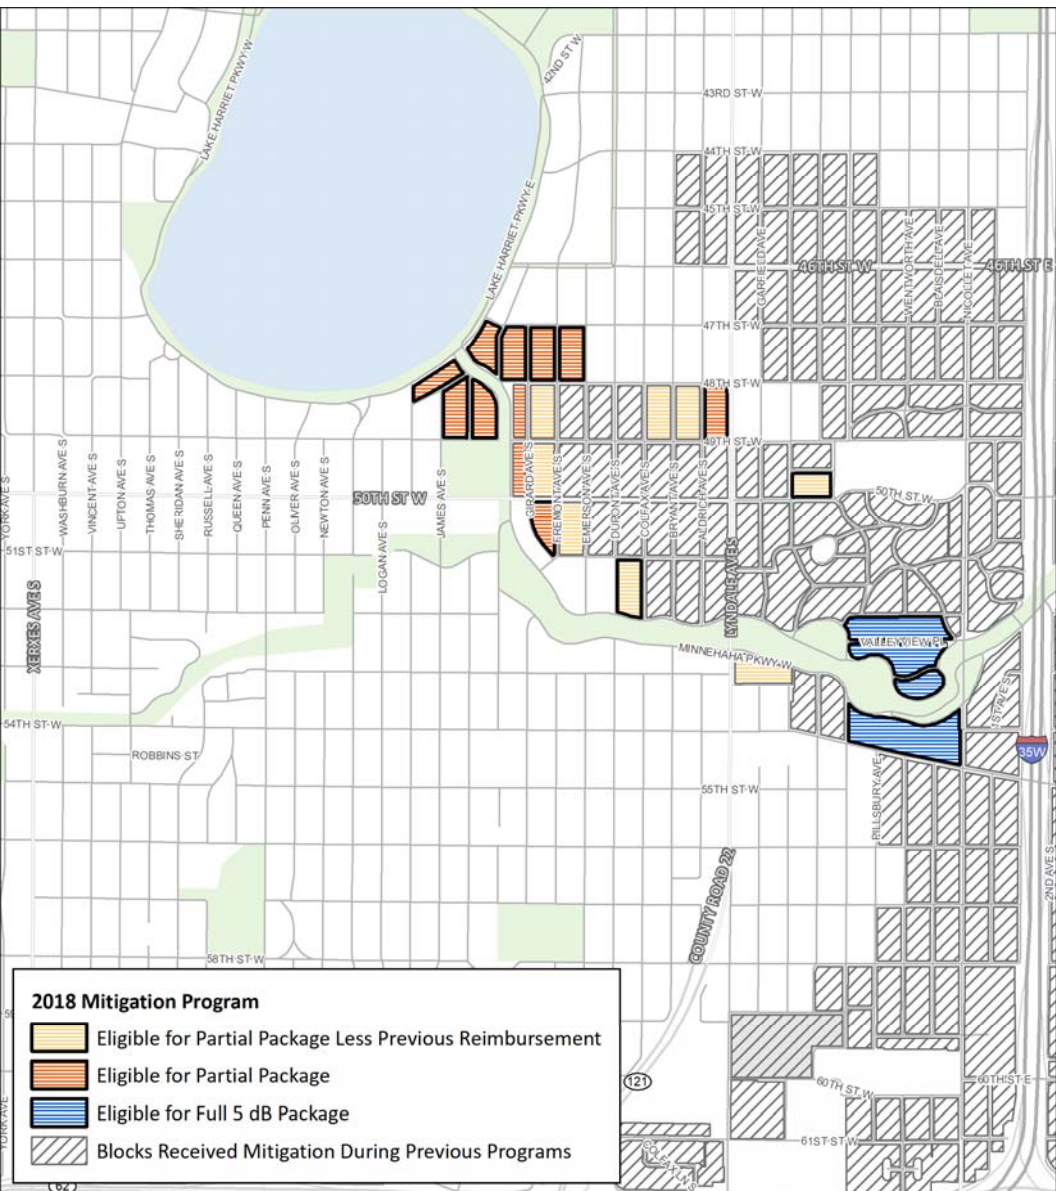 LAKE HARRIET PKWY W
42ND ST W
43RD ST W
44TH ST W
45TH ST W
LAKE HARRIET PKWY E
GARFIELD AVE
46TH ST W
WENTWORTH AVE
BLAISDELL AVE
NICOLLET AVE
46TH ST E
47TH ST W
48TH ST W
49TH ST W
YORK AVE S
WASHBURN AVE S
VINCENT AVE S
UPTON AVE S
THOMAS AVE S
SHERIDAN AVE S
RUSSELL AVE S
QUEEN AVE S
PENN AVE S
OLIVER AVE S
NEWTON AVE S
50TH ST W
JAMES AVE S
GIRARD AVE S
FREMONT AVE S
EMERSON AVE S
DUPONT AVE S
COLFAX AVE S
BRYANT AVE S
ALDRICH AVE S
50TH ST W
51ST ST W
LOGAN AVE S
XERXES AVE S
LYNDALE AVE S
VALLEYVIEW PL
MINNEHAHA PKWY W
1ST AVE S
54TH ST W
ROBBINS ST
35W
55TH ST W
PILLSBURY AVE
COUNTY ROAD 22
2ND AVE S
58TH ST W
2018 Mitigation Program
Eligible for Partial Package Less Previous Reimbursement
Eligible for Partial Package
Eligible for Full 5 dB Package
Blocks Received Mitigation During Previous Programs
121
60TH ST W
60TH ST E
61ST ST W
COLFAX LN S
YORK AVE
62